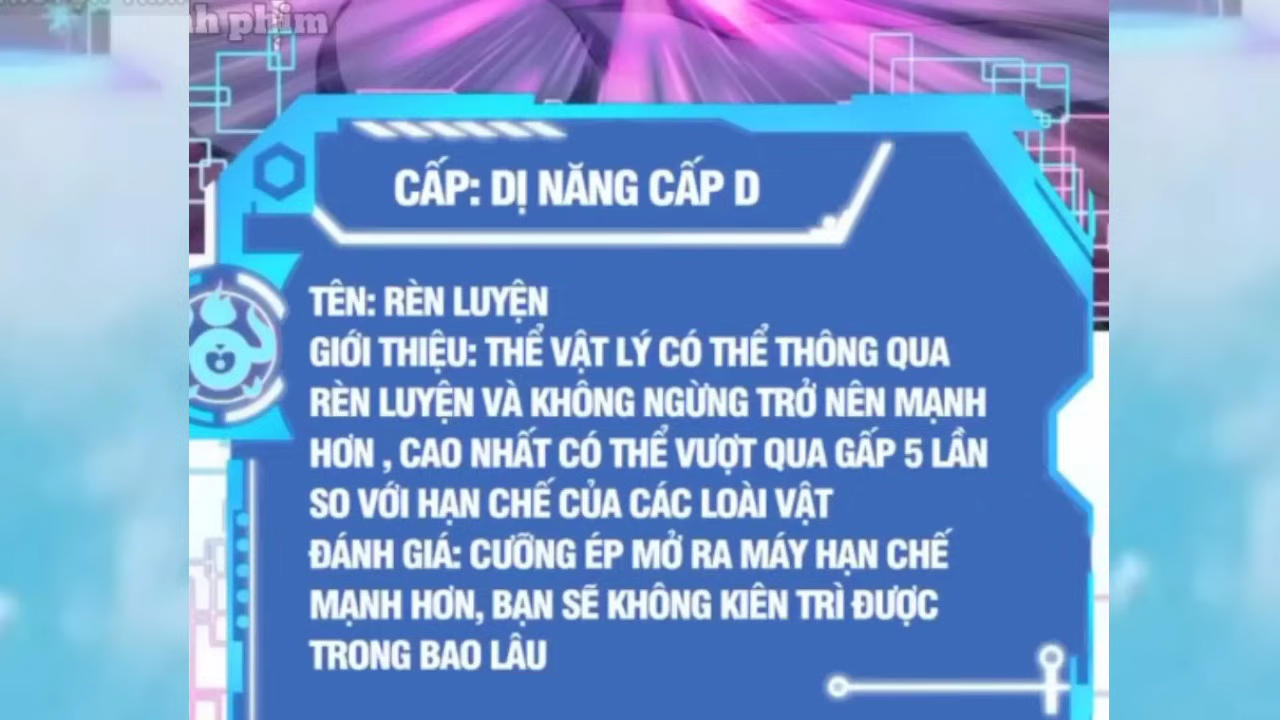 nh phim
CẤP: DỊ NĂNG CẤP D
TÊN: RÈN LUYỆN
GIỚI THIỆU: THỂ VẬT LÝ CÓ THỂ THÔNG QUA
RÈN LUYỆN VÀ KHÔNG NGỪNG TRỞ NÊN MẠNH
HƠN , CAO NHẤT CÓ THỂ VƯỢT QUA GẤP 5 LẦN
SO VỚI HẠN CHẾ CỦA CÁC LOÀI VẬT
ĐÁNH GIÁ: CƯỠNG ÉP MỞ RA MÁY HẠN CHẾ
MẠNH HƠN, BẠN SẼ KHÔNG KIÊN TRÌ ĐƯỢC
TRONG BAO LÂU